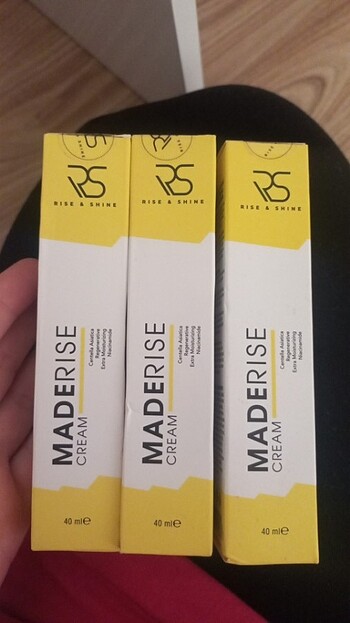 RS
RISE & SHINE
MADERISE
CREAM
Centella Asiatica
Regenerative
Extra Moisturizing
Niacinamide
40 ml℮
RS
RISE & SHINE
MADERISE
CREAM
Centella Asiatica
Regenerative
Extra Moisturizing
Niacinamide
40 ml℮
RS
RISE & SHINE
MADERISE
CREAM
Centella Asiatica
Regenerative
Extra Moisturizing
Niacinamide
40 ml℮